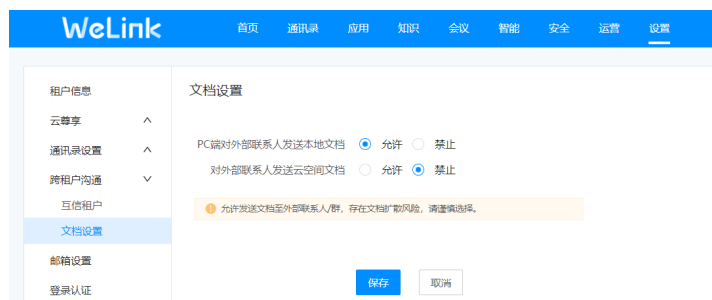 WeLink 首页 通讯录 应用 知识 会议 智能 安全 运营 设置
租户信息
云尊享
通讯录设置
跨租户沟通
互信租户
文档设置
邮箱设置
登录认证
文档设置
PC端对外部联系人发送本地文档 允许 禁止
对外部联系人发送云空间文档 允许 禁止
允许发送文档至外部联系人/群，存在文档扩散风险，请谨慎选择。
保存 取消